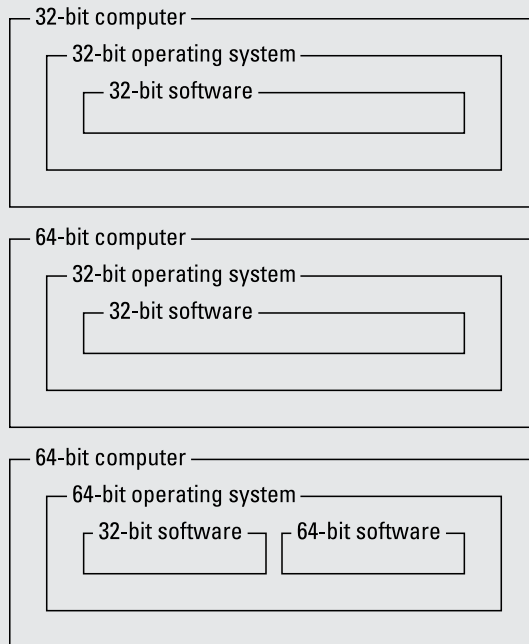 32-bit computer
32-bit operating system
32-bit software
64-bit computer
32-bit operating system
32-bit software
64-bit computer
64-bit operating system
32-bit software 64-bit software